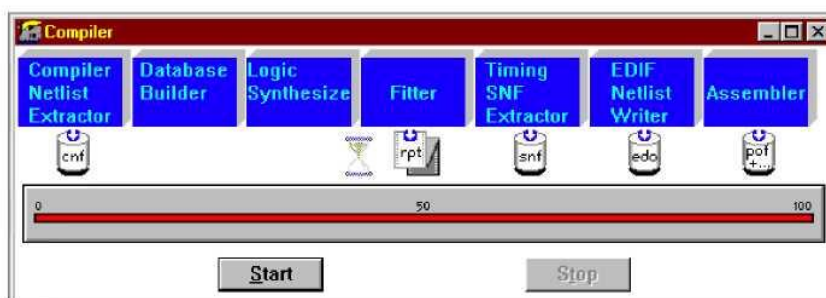 Compiler
Compiler
Netlist
Extractor
Database
Builder
Logic
Synthesize
Fitter
Timing
SNF
Extractor
EDIF
Netlist
Writer
Assembler
cnf
rpt
snf
edo
pof
+...
0
50
100
Start
Stop